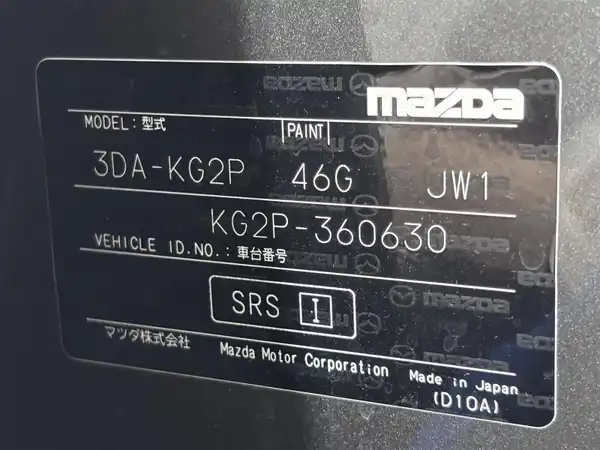 mazda
MODEL: 型式 PAINT
3DA-KG2P 46G JW1
KG2P-360630
VEHICLE ID.NO.: 車台番号
SRS I
マツダ株式会社 Mazda Motor Corporation Made in Japan
(D10A)